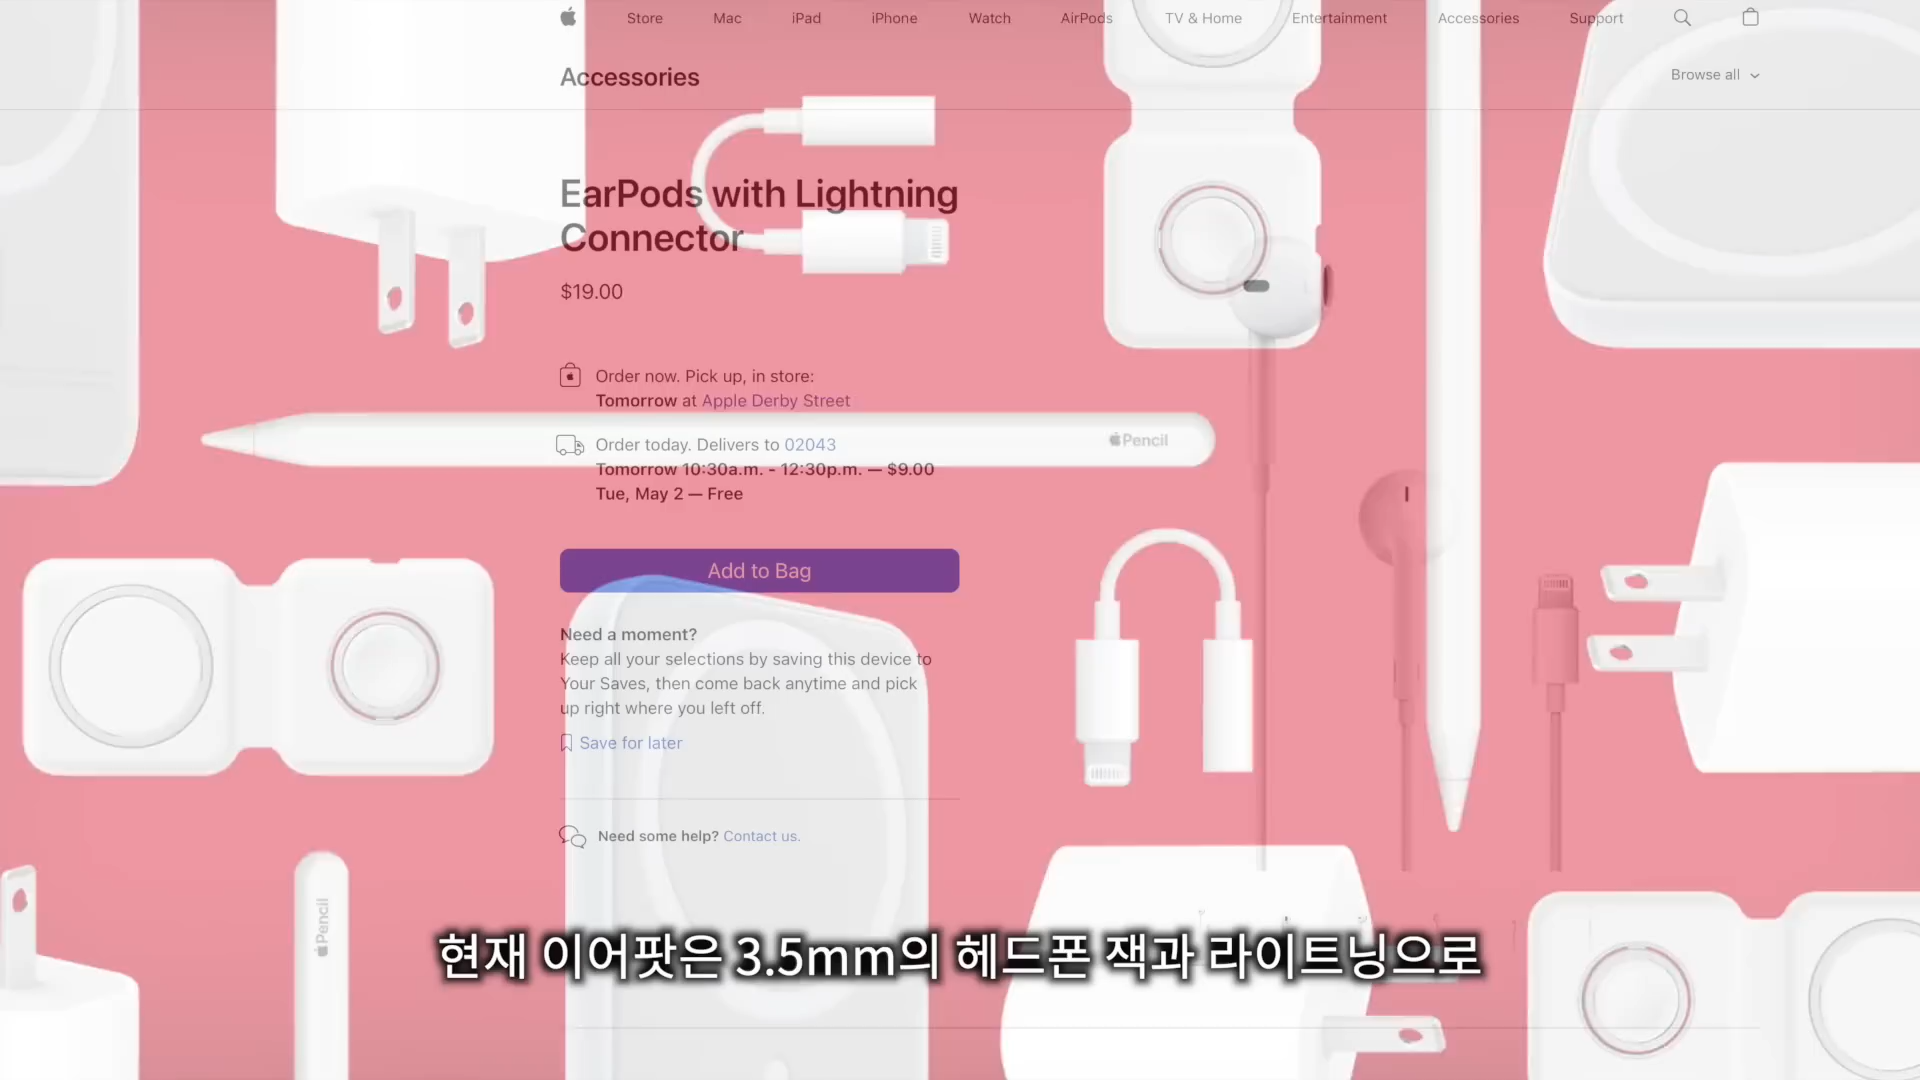 Store Mac iPad iPhone Watch AirPods TV & Home Entertainment Accessories Support
Accessories
Browse all
EarPods with Lightning
Connector
$19.00
Order now. Pick up, in store:
Tomorrow at Apple Derby Street
Order today. Delivers to 02043
Tomorrow 10:30a.m. - 12:30p.m. — $9.00
Tue, May 2 — Free
Pencil
Add to Bag
Need a moment?
Keep all your selections by saving this device to
Your Saves, then come back anytime and pick
up right where you left off.
Save for later
Need some help? Contact us.
Pencil
현재 이어팟은 3.5mm의 헤드폰 잭과 라이트닝으로